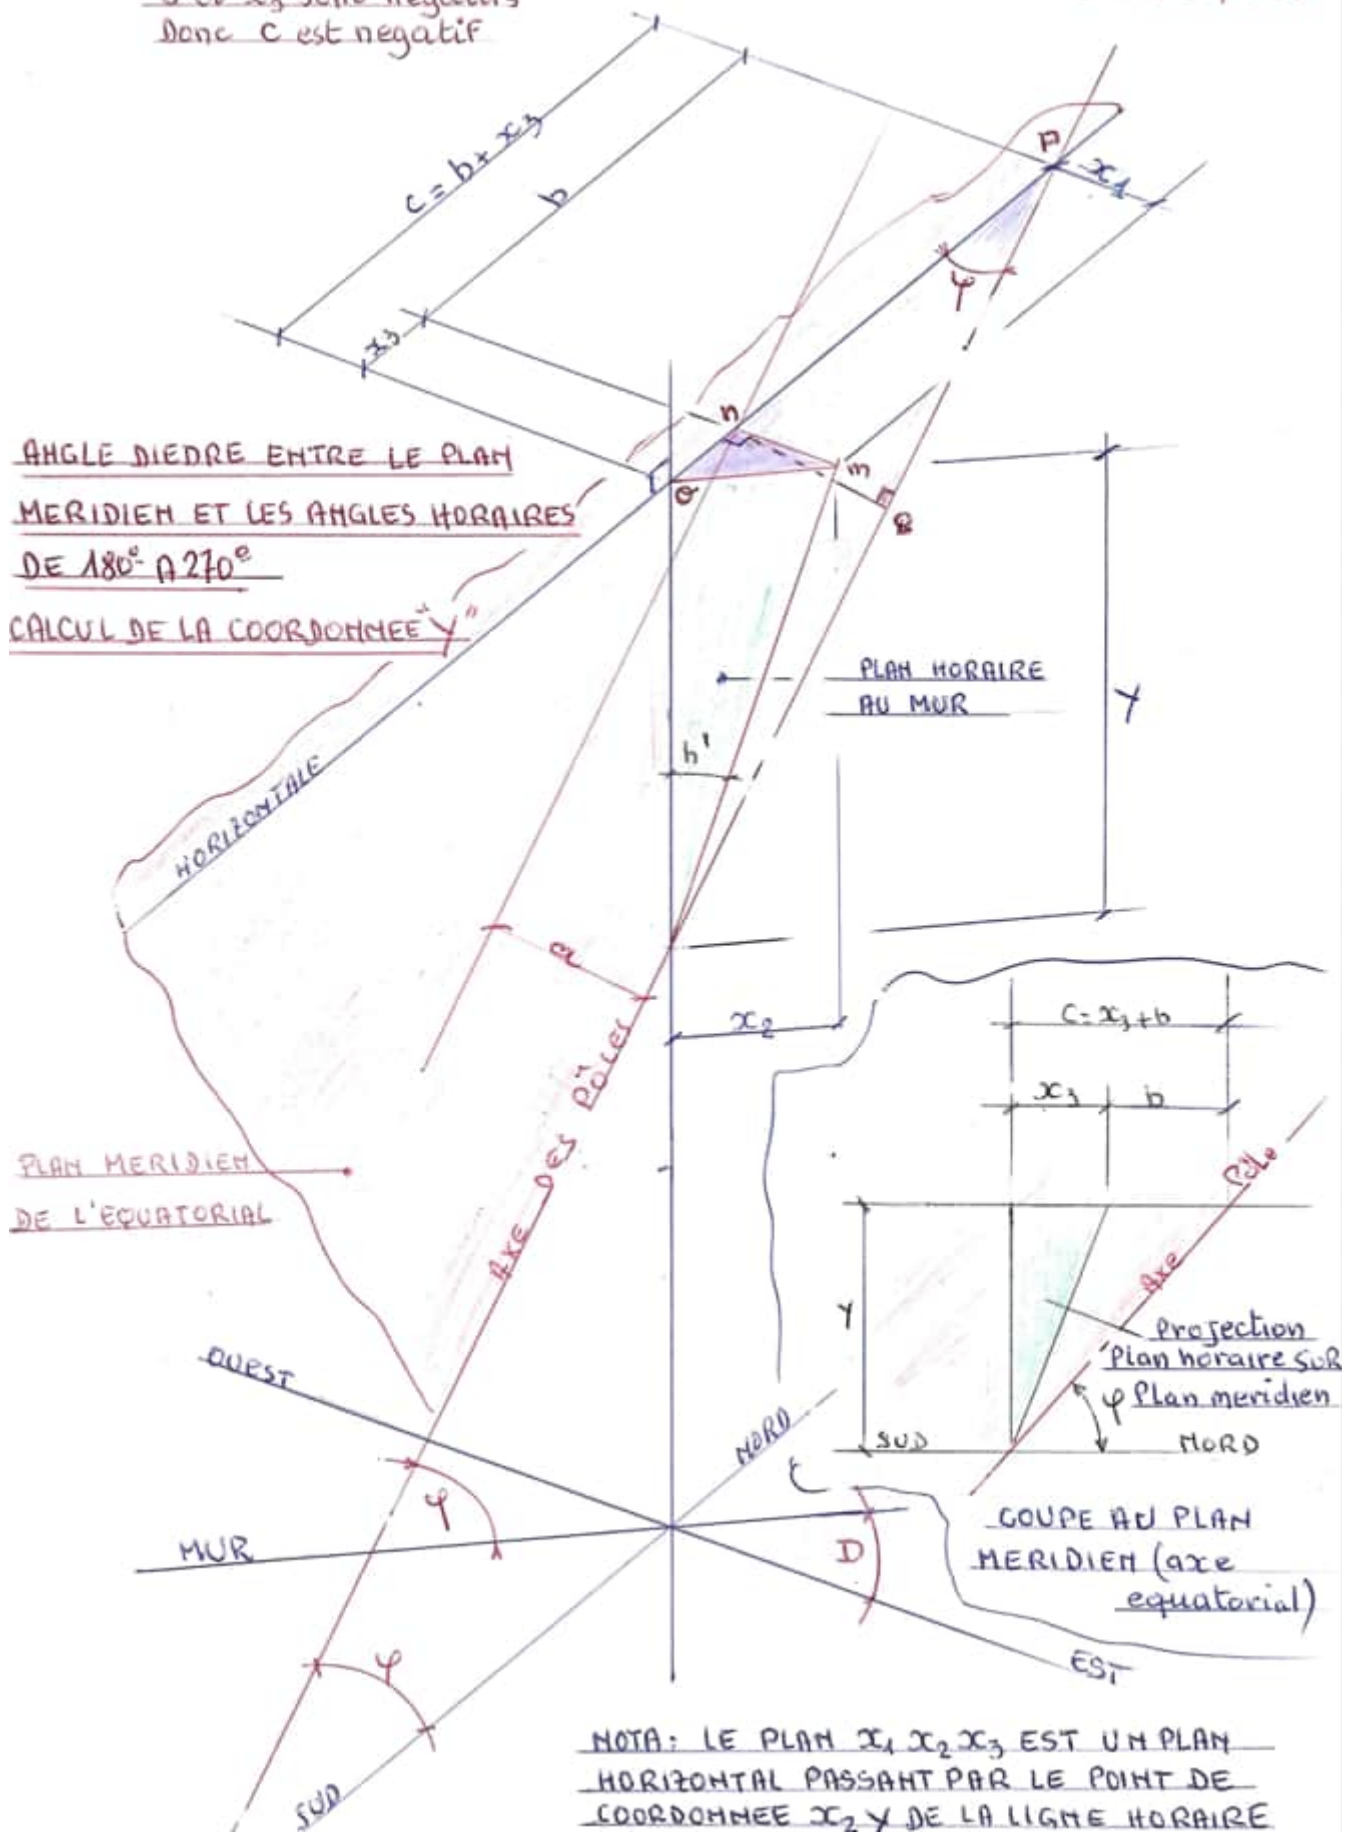 Donc C est negatif
C = b + x₃
b
x₃
P
x₁
φ
n
m
O
ANGLE DIEDRE ENTRE LE PLAN
MERIDIEN ET LES ANGLES HORAIRES
DE 180° A 270°
CALCUL DE LA COORDONNEE "Y"
PLAN HORAIRE
AU MUR
Y
h'
HORIZONTALE
a
x₂
AXE DES PÔLES
PLAN MERIDIEN
DE L'EQUATORIAL
C = x₃ + b
x₃
b
Pôle
Axe
Y
Projection
Plan horaire SUR
φ Plan meridien
SUD
NORD
COUPE AU PLAN
MERIDIEN (axe
equatorial)
OUEST
NORD
φ
MUR
D
EST
φ
SUD
NOTA: LE PLAN x₁ x₂ x₃ EST UN PLAN
HORIZONTAL PASSANT PAR LE POINT DE
COORDONNEE x₂ Y DE LA LIGNE HORAIRE